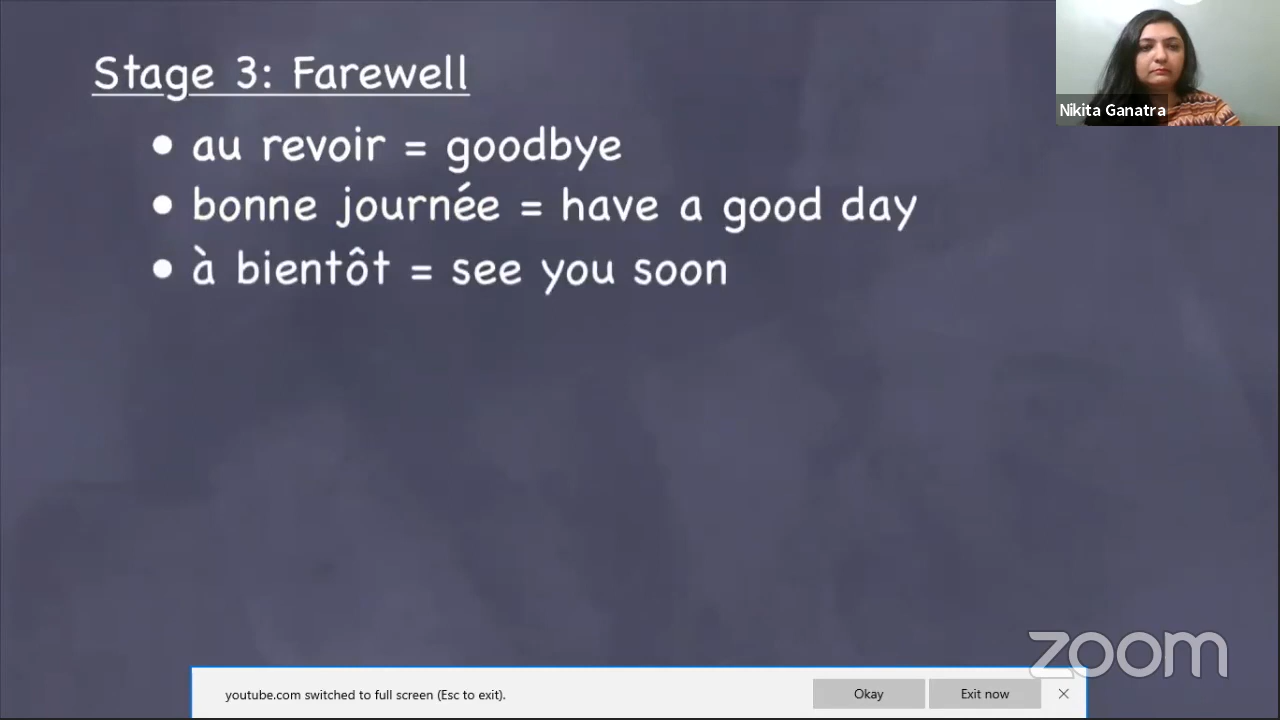 Stage 3: Farewell
• au revoir = goodbye
• bonne journée = have a good day
• à bientôt = see you soon
Nikita Ganatra
zoom
youtube.com switched to full screen (Esc to exit).
Okay
Exit now